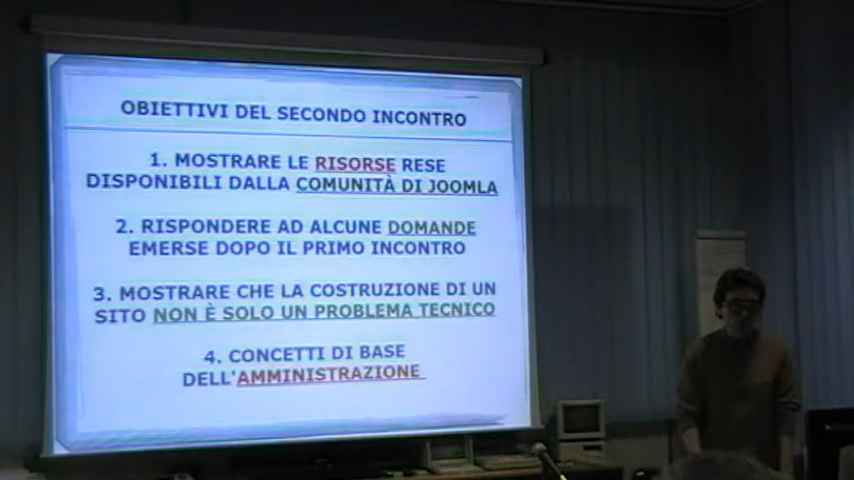 OBIETTIVI DEL SECONDO INCONTRO
1. MOSTRARE LE RISORSE RESE
DISPONIBILI DALLA COMUNITÀ DI JOOMLA
2. RISPONDERE AD ALCUNE DOMANDE
EMERSE DOPO IL PRIMO INCONTRO
3. MOSTRARE CHE LA COSTRUZIONE DI UN
SITO NON È SOLO UN PROBLEMA TECNICO
4. CONCETTI DI BASE
DELL'AMMINISTRAZIONE